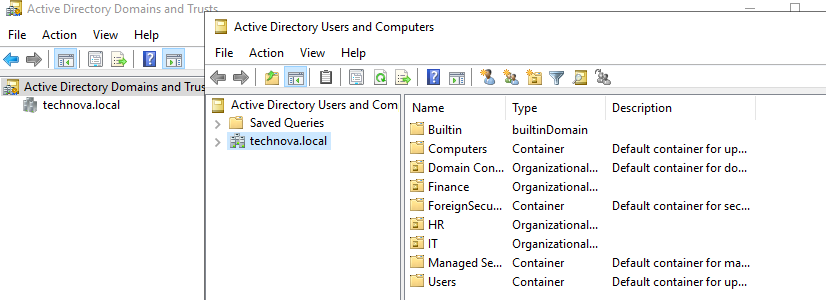 Active Directory Domains and Trusts
File Action View Help
Active Directory Domains and Trus
technova.local
Active Directory Users and Computers
File Action View Help
Active Directory Users and Com
Saved Queries
technova.local
Name Type Description
Builtin builtinDomain
Computers Container Default container for up...
Domain Con... Organizational... Default container for do...
Finance Organizational...
ForeignSecu... Container Default container for sec...
HR Organizational...
IT Organizational...
Managed Se... Container Default container for ma...
Users Container Default container for up...